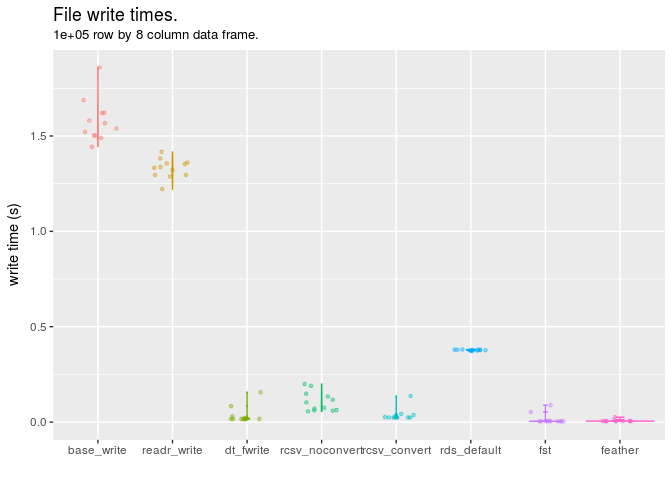 File write times.
1e+05 row by 8 column data frame.
write time (s)
1.5
1.0
0.5
0.0
base_write readr_write dt_fwrite rcsv_noconvert rcsv_convert rds_default fst feather